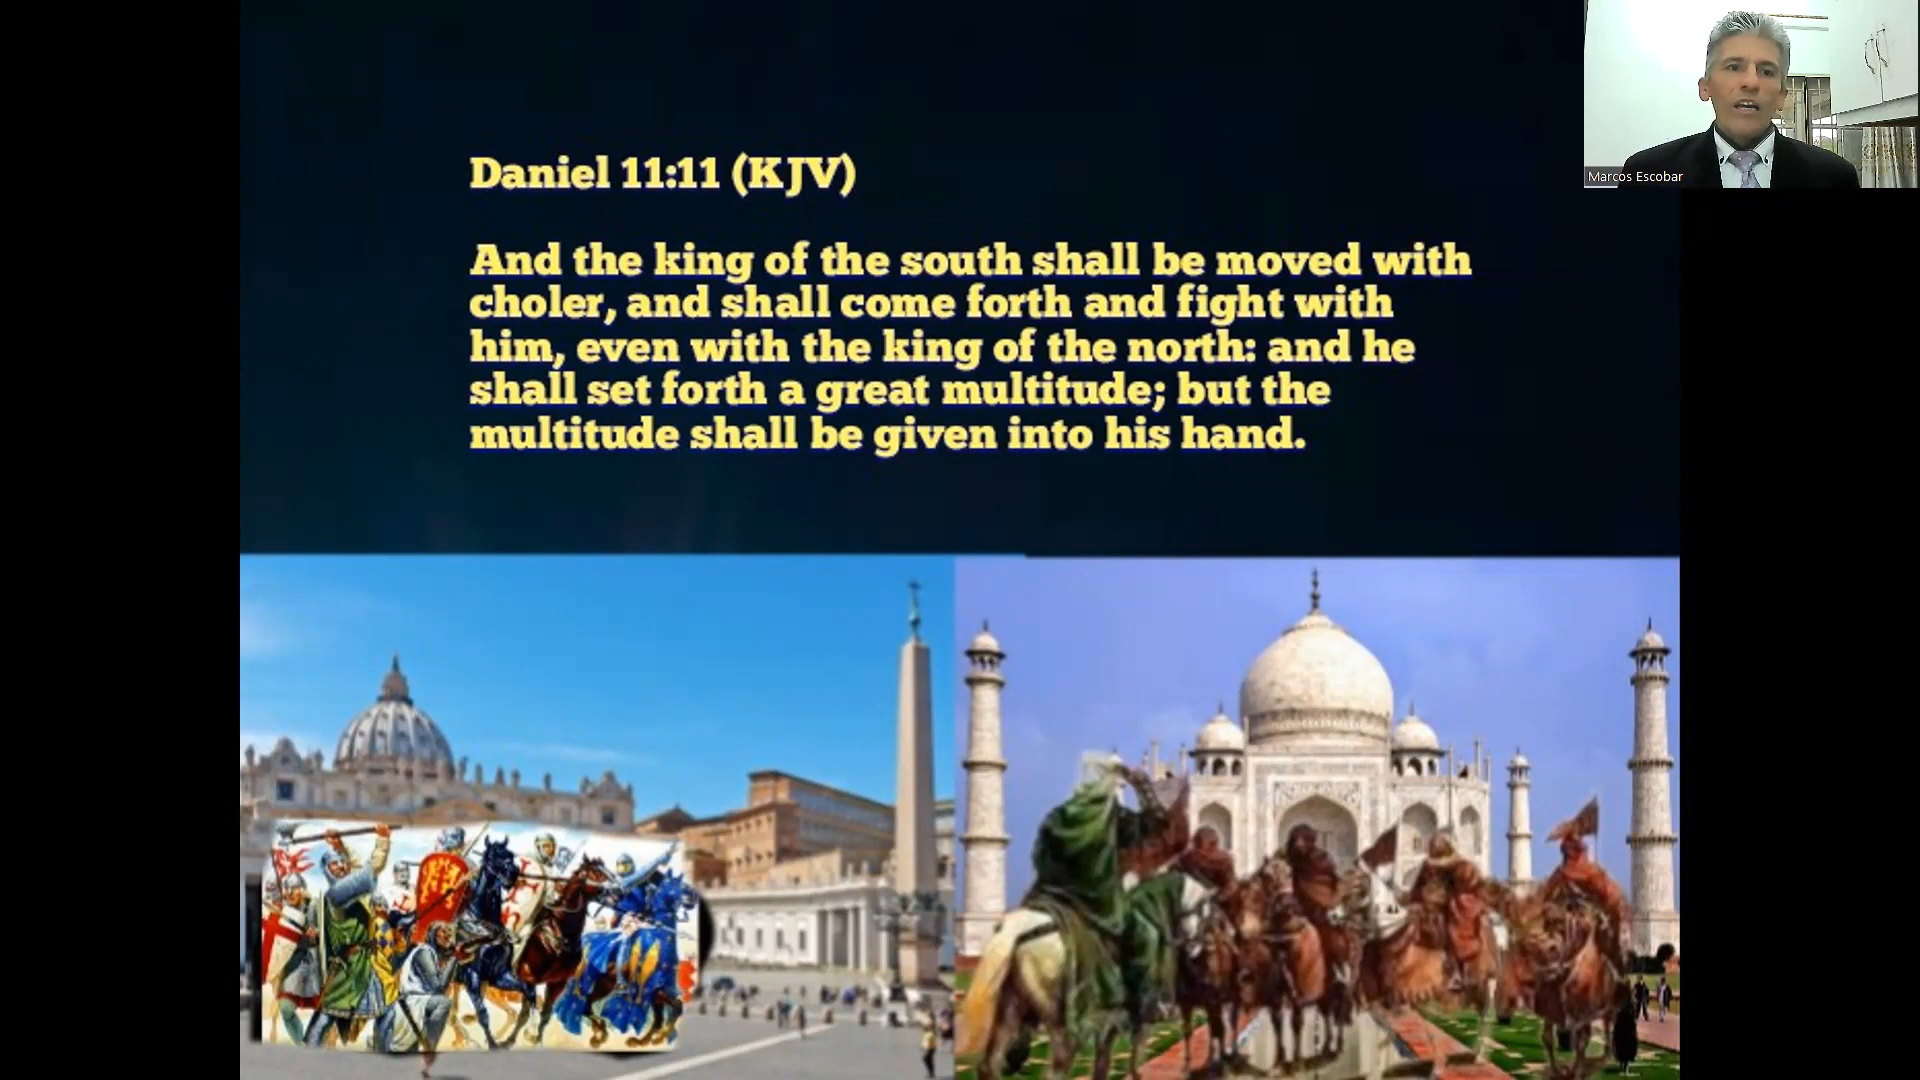 Daniel 11:11 (KJV)
And the king of the south shall be moved with
choler, and shall come forth and fight with
him, even with the king of the north: and he
shall set forth a great multitude; but the
multitude shall be given into his hand.
Marcos Escobar